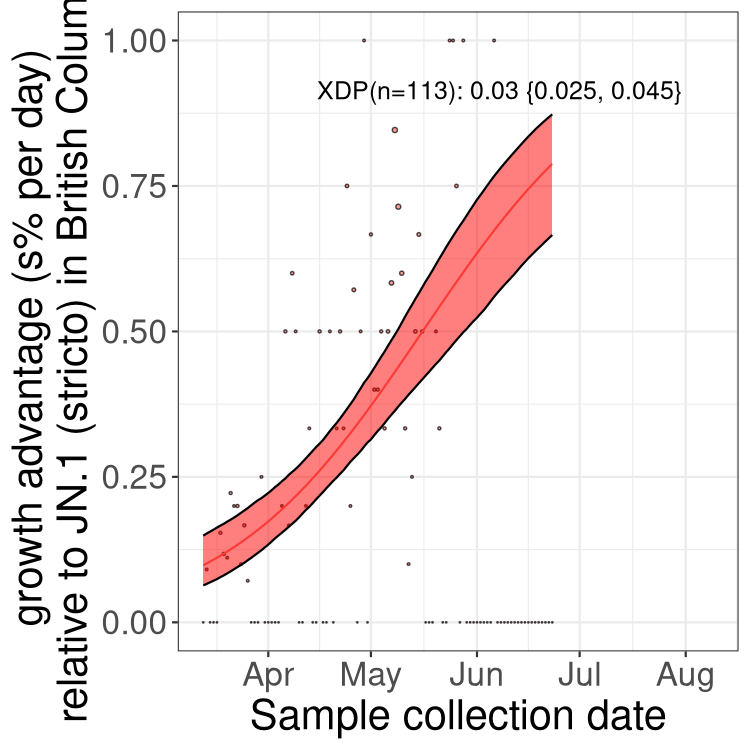 growth advantage (s% per day)
relative to JN.1 (stricto) in British Colum
1.00
0.75
0.50
0.25
0.00
XDP(n=113): 0.03 {0.025, 0.045}
Apr May Jun Jul Aug
Sample collection date